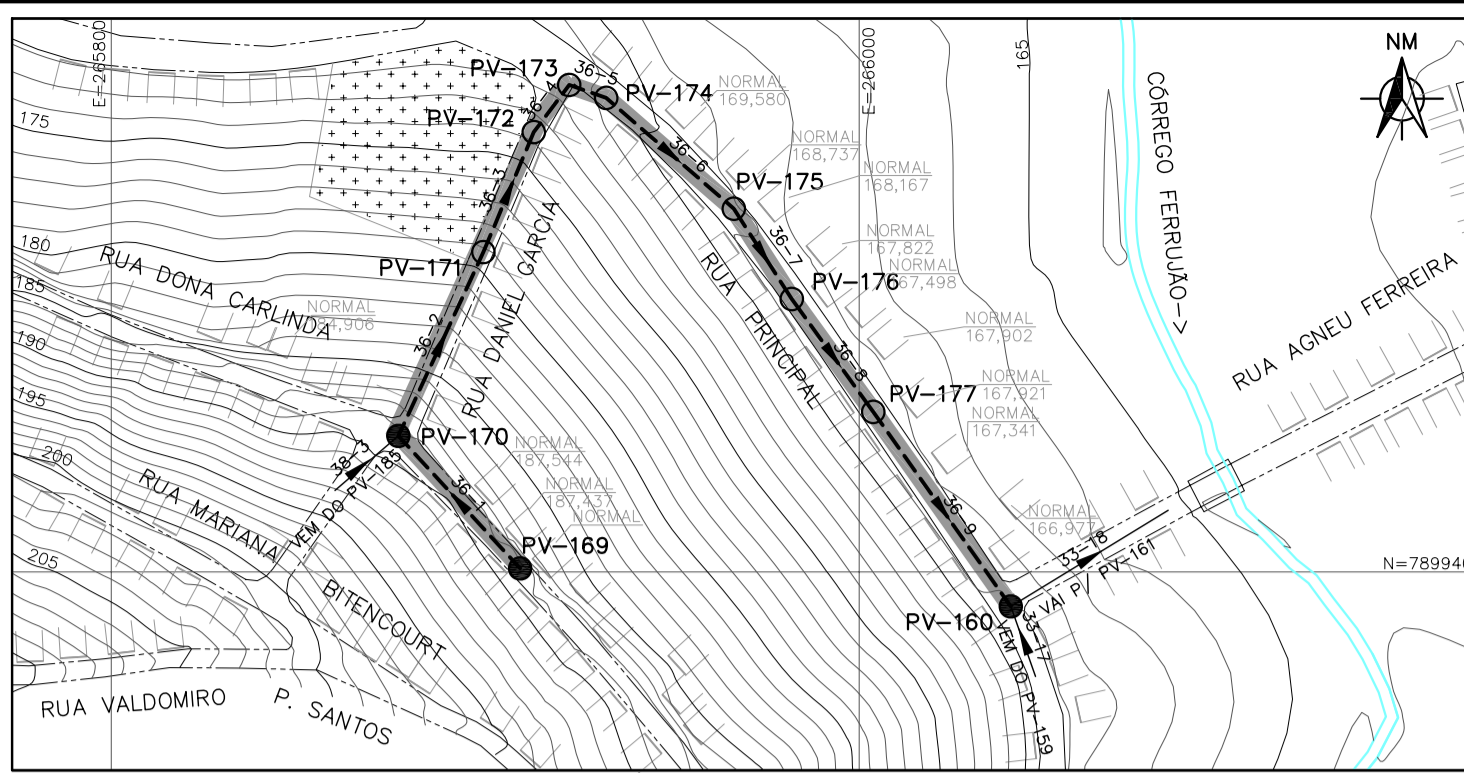 E=265800
E=266000
165
NM
CÓRREGO FERRUJÃO->
PV-173
36-5
36-4
PV-174
NORMAL
169,580
PV-172
175
NORMAL
168,737
36-6
NORMAL
168,167
PV-175
36-3
NORMAL
167,822
36-7
NORMAL
180
RUA DONA CARLINDA
PV-171
RUA DANIEL GARCIA
RUA PRINCIPAL
PV-176
185
NORMAL
36-2
NORMAL
167,902
190
36-8
RUA AGNEU FERREIRA
PV-177
NORMAL
167,921
NORMAL
167,341
195
PV-170
NORMAL
187,544
200
38-3
VEM DO PV-185
RUA MARIANA
BITENCOURT
36-1
NORMAL
187,437
NORMAL
36-9
NORMAL
166,977
205
PV-169
33-18
VAI P/ PV-161
PV-160
33-17
VEM DO PV-159
RUA VALDOMIRO P. SANTOS